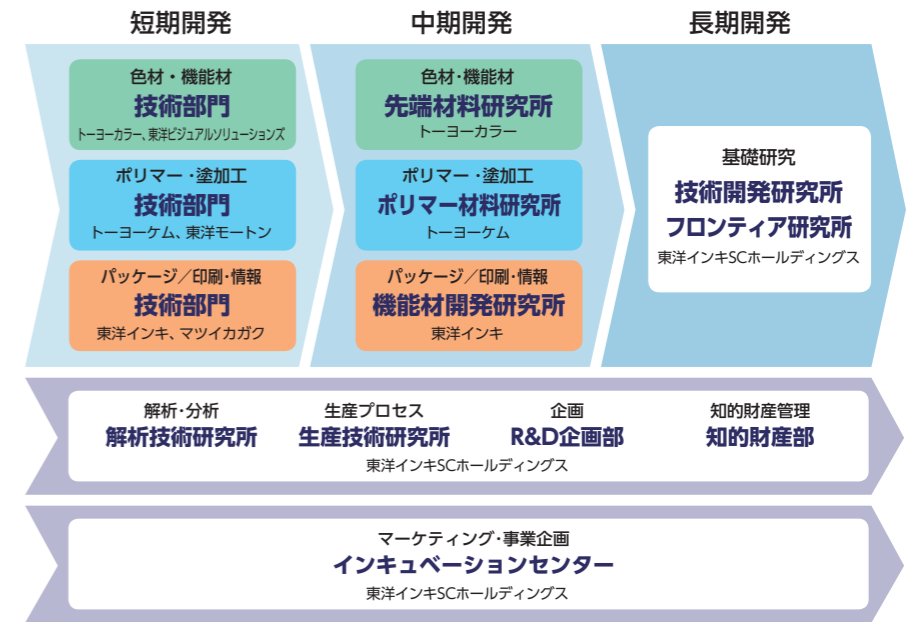 短期開発
中期開発
長期開発
色材・機能材
技術部門
トーヨーカラー、東洋ビジュアルソリューションズ
ポリマー・塗加工
技術部門
トーヨーケム、東洋モートン
パッケージ／印刷・情報
技術部門
東洋インキ、マツイカガク
色材・機能材
先端材料研究所
トーヨーカラー
ポリマー・塗加工
ポリマー材料研究所
トーヨーケム
パッケージ／印刷・情報
機能材開発研究所
東洋インキ
基礎研究
技術開発研究所
フロンティア研究所
東洋インキSCホールディングス
解析・分析
解析技術研究所
生産プロセス
生産技術研究所
企画
R&D企画部
知的財産管理
知的財産部
東洋インキSCホールディングス
マーケティング・事業企画
インキュベーションセンター
東洋インキSCホールディングス